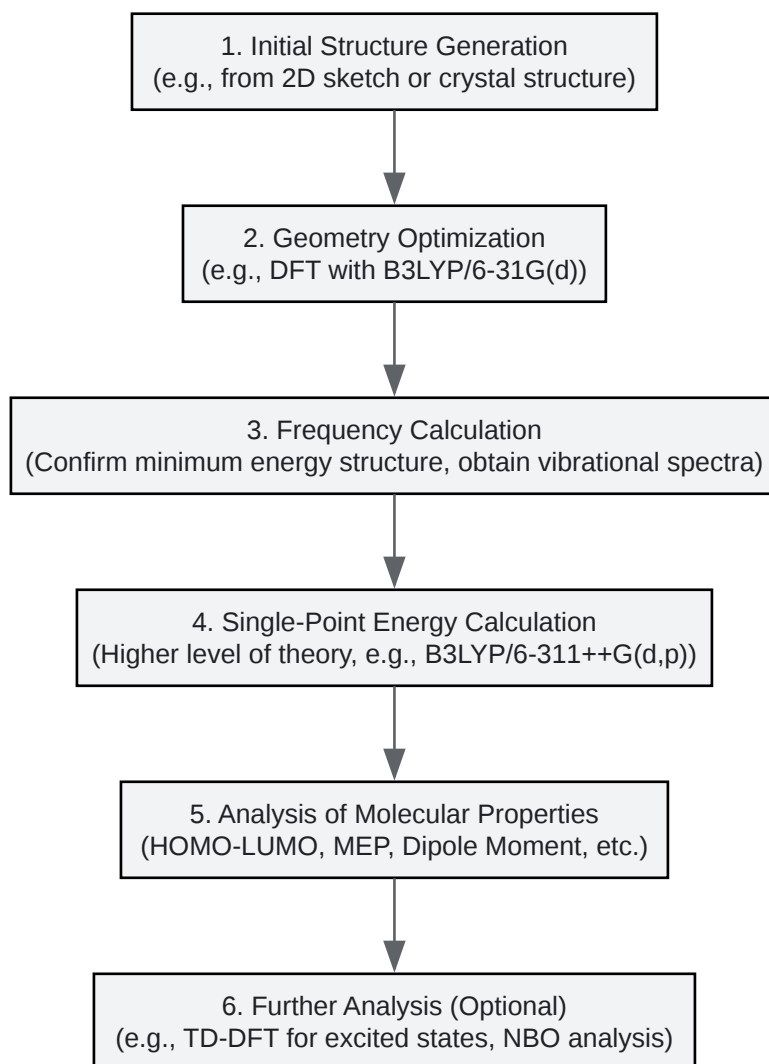 1. Initial Structure Generation
(e.g., from 2D sketch or crystal structure)
2. Geometry Optimization
(e.g., DFT with B3LYP/6-31G(d))
3. Frequency Calculation
(Confirm minimum energy structure, obtain vibrational spectra)
4. Single-Point Energy Calculation
(Higher level of theory, e.g., B3LYP/6-311++G(d,p))
5. Analysis of Molecular Properties
(HOMO-LUMO, MEP, Dipole Moment, etc.)
6. Further Analysis (Optional)
(e.g., TD-DFT for excited states, NBO analysis)